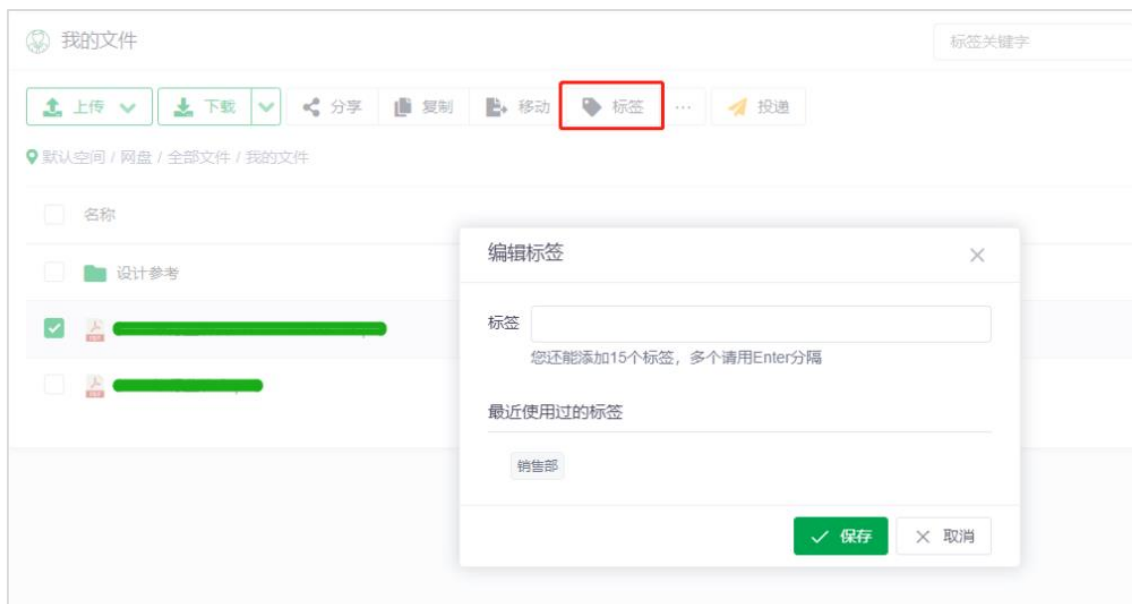 我的文件
标签关键字
上传 下载 分享 复制 移动 标签 ... 投递
默认空间 / 网盘 / 全部文件 / 我的文件
名称
设计参考
编辑标签
标签
您还能添加15个标签，多个请用Enter分隔
最近使用过的标签
销售部
保存 取消